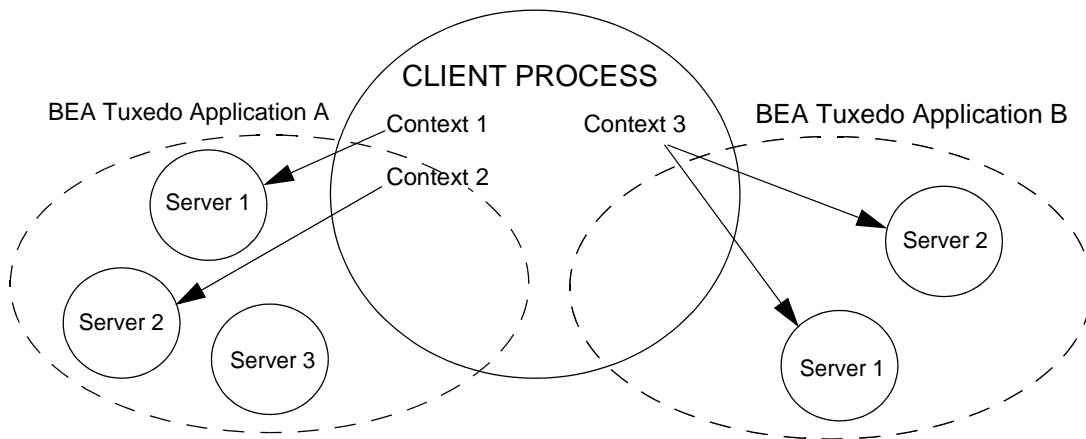 CLIENT PROCESS
BEA Tuxedo Application A
BEA Tuxedo Application B
Context 1
Context 3
Context 2
Server 1
Server 2
Server 2
Server 3
Server 1